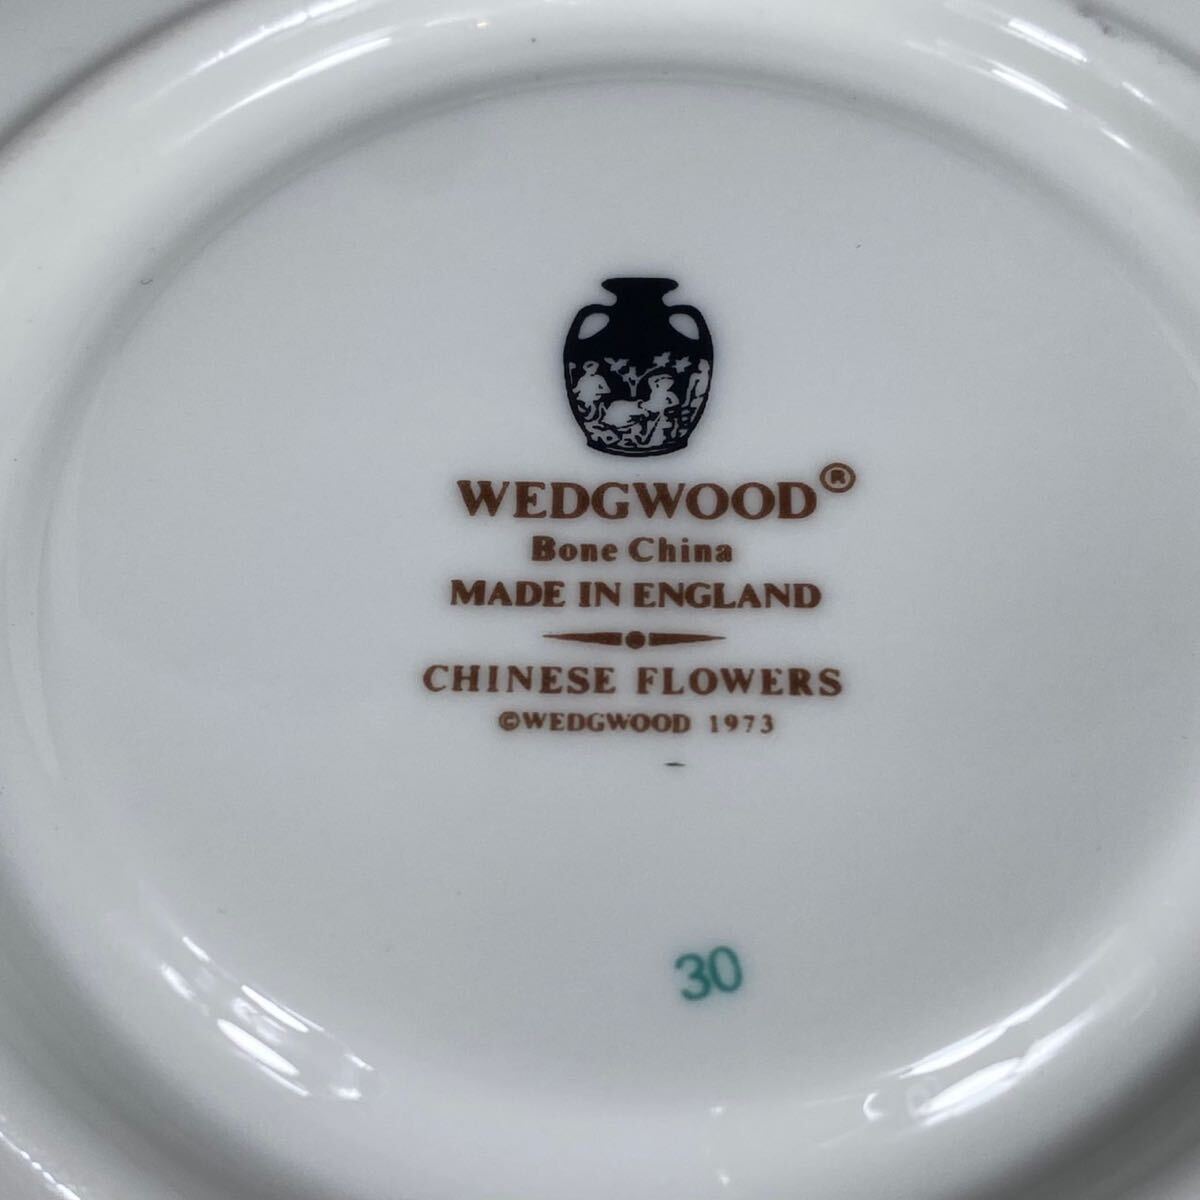 WEDGWOOD®
Bone China
MADE IN ENGLAND
CHINESE FLOWERS
©WEDGWOOD 1973
30